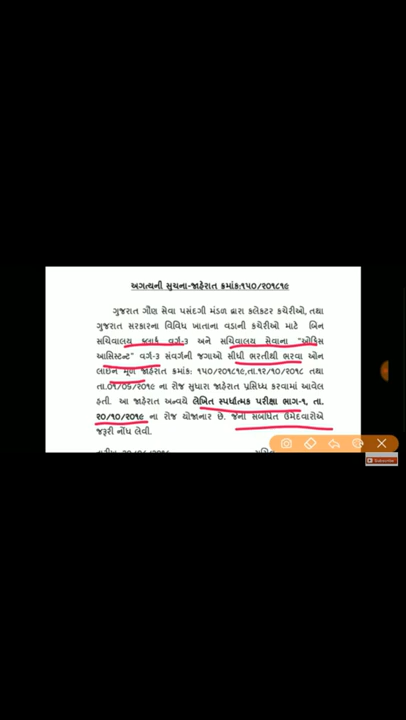 અગત્યની સુચના-જાહેરાત ક્રમાંક:૧૫૦/૨૦૧૮૧૯
ગુજરાત ગૌણ સેવા પસંદગી મંડળ દ્વારા કલેકટર કચેરીઓ, તથા
ગુજરાત સરકારના વિવિધ ખાતાના વડાની કચેરીઓ માટે બિન
સચિવાલય ક્લાર્ક વર્ગ-૩ અને સચિવાલય સેવાના "ઓફિસ
આસિસ્ટન્ટ" વર્ગ-૩ સંવર્ગની જગાઓ સીધી ભરતીથી ભરવા ઓન
લાઇન મૂળ જાહેરાત ક્રમાંક: ૧૫૦/૨૦૧૮૧૯,તા.૧૨/૧૦/૨૦૧૮ તથા
ના રોજ સુધારા જાહેરાત પ્રસિધ્ધ કરવામાં આવેલ
હતી. આ જાહેરાત અન્વયે લેખિત સ્પર્ધાત્મક પરીક્ષા ભાગ-૧, તા.
૨૦/૧૦/૨૦૧૯ ના રોજ યોજાનાર છે. જેની સંબંધિત ઉમેદવારોએ
જરૂરી નોંધ લેવી.
Subscribe